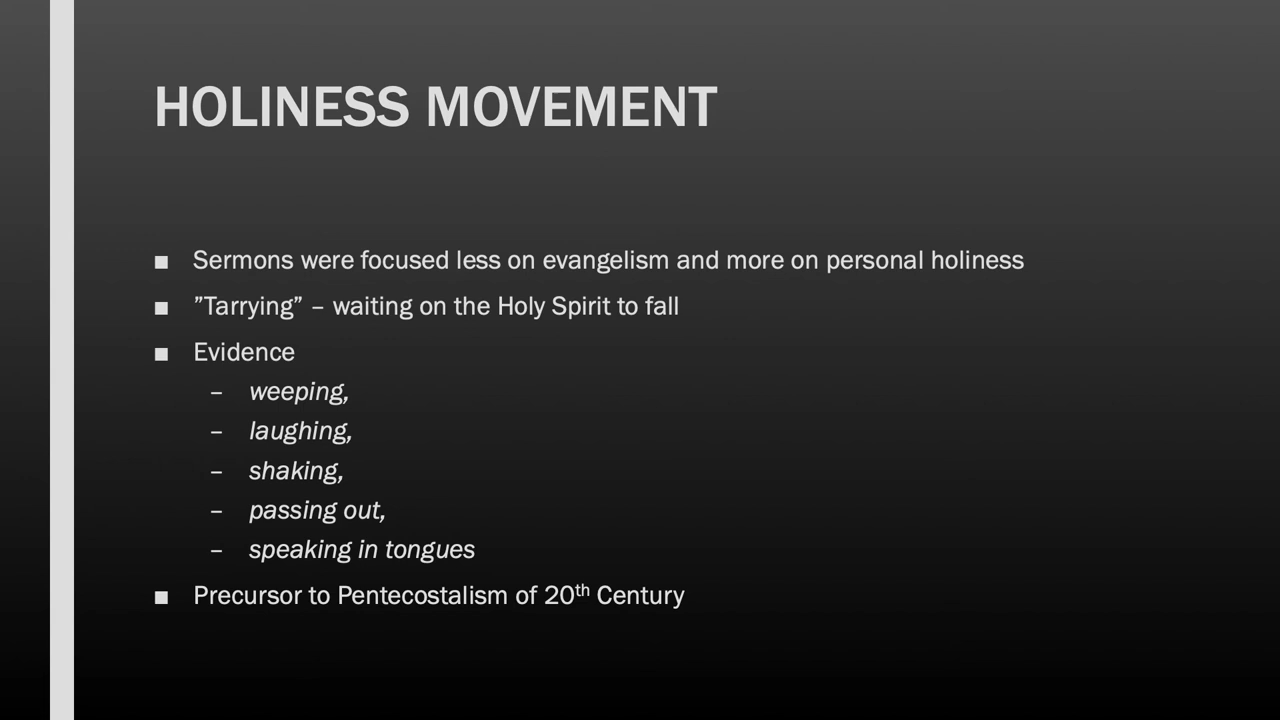 HOLINESS MOVEMENT
■ Sermons were focused less on evangelism and more on personal holiness
■ ”Tarrying” – waiting on the Holy Spirit to fall
■ Evidence
– weeping,
– laughing,
– shaking,
– passing out,
– speaking in tongues
■ Precursor to Pentecostalism of 20th Century